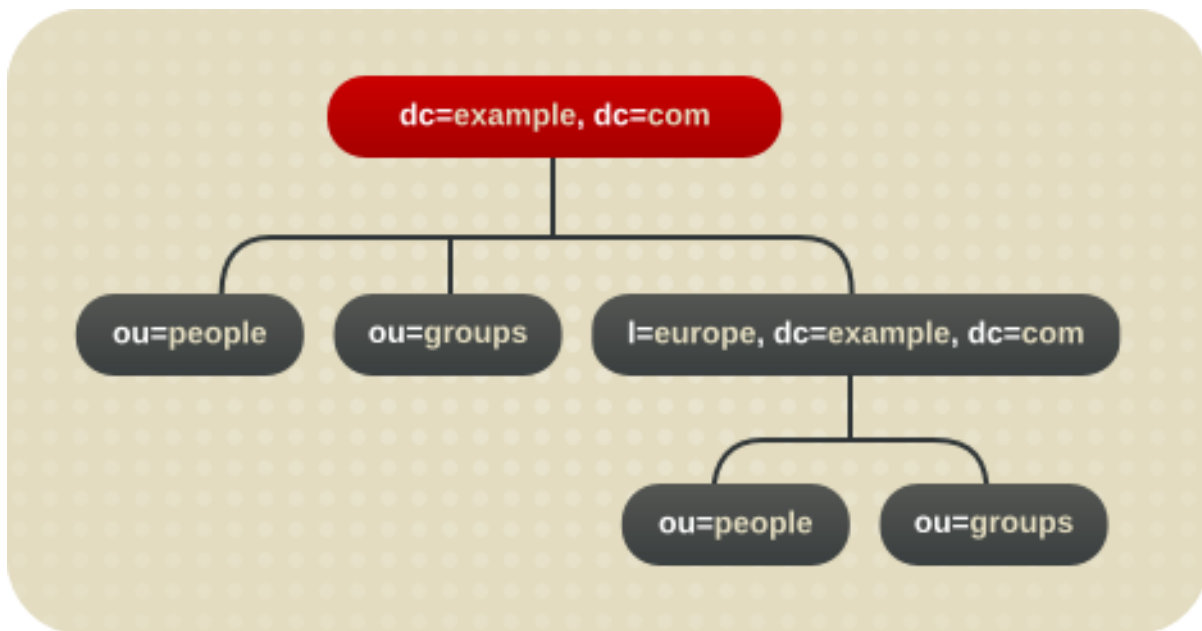 dc=example, dc=com
ou=people
ou=groups
l=europe, dc=example, dc=com
ou=people
ou=groups